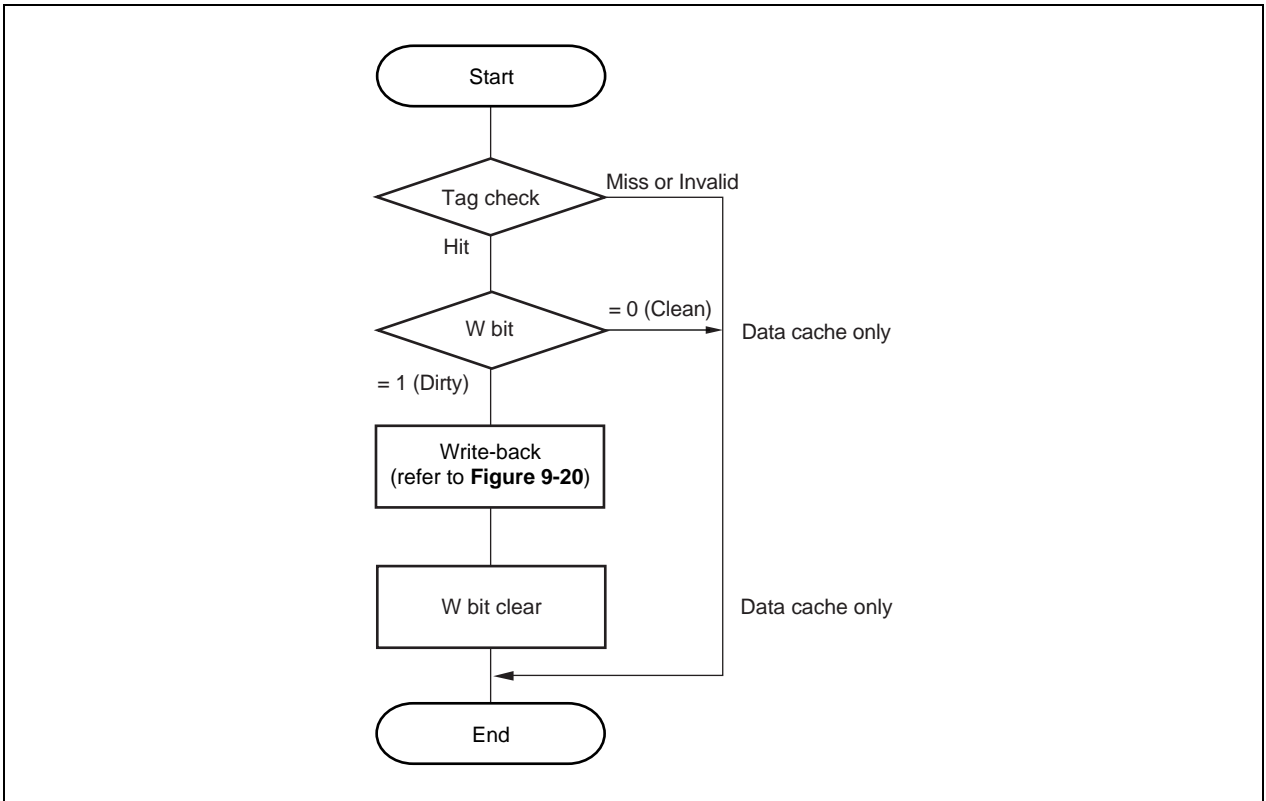 Start
Tag check
Miss or Invalid
Hit
W bit
= 0 (Clean)
Data cache only
= 1 (Dirty)
Write-back
(refer to Figure 9-20)
W bit clear
Data cache only
End